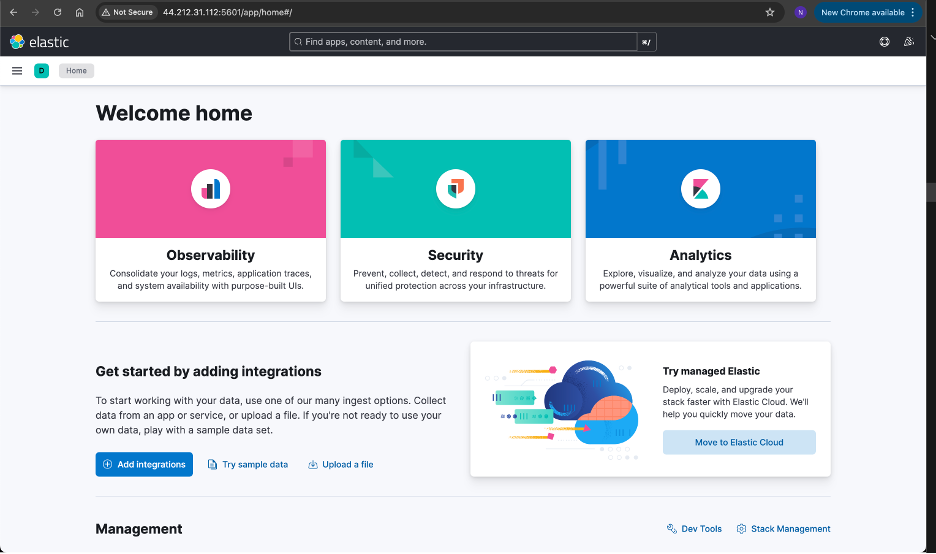 Not Secure
44.212.31.112:5601/app/home#/
N
New Chrome available
elastic
Find apps, content, and more.
⌘/
D
Home
Welcome home
Observability
Consolidate your logs, metrics, application traces,
and system availability with purpose-built UIs.
Security
Prevent, collect, detect, and respond to threats for
unified protection across your infrastructure.
Analytics
Explore, visualize, and analyze your data using a
powerful suite of analytical tools and applications.
Get started by adding integrations
To start working with your data, use one of our many ingest options. Collect
data from an app or service, or upload a file. If you're not ready to use your
own data, play with a sample data set.
Add integrations
Try sample data
Upload a file
Try managed Elastic
Deploy, scale, and upgrade your
stack faster with Elastic Cloud. We'll
help you quickly move your data.
Move to Elastic Cloud
Management
Dev Tools
Stack Management